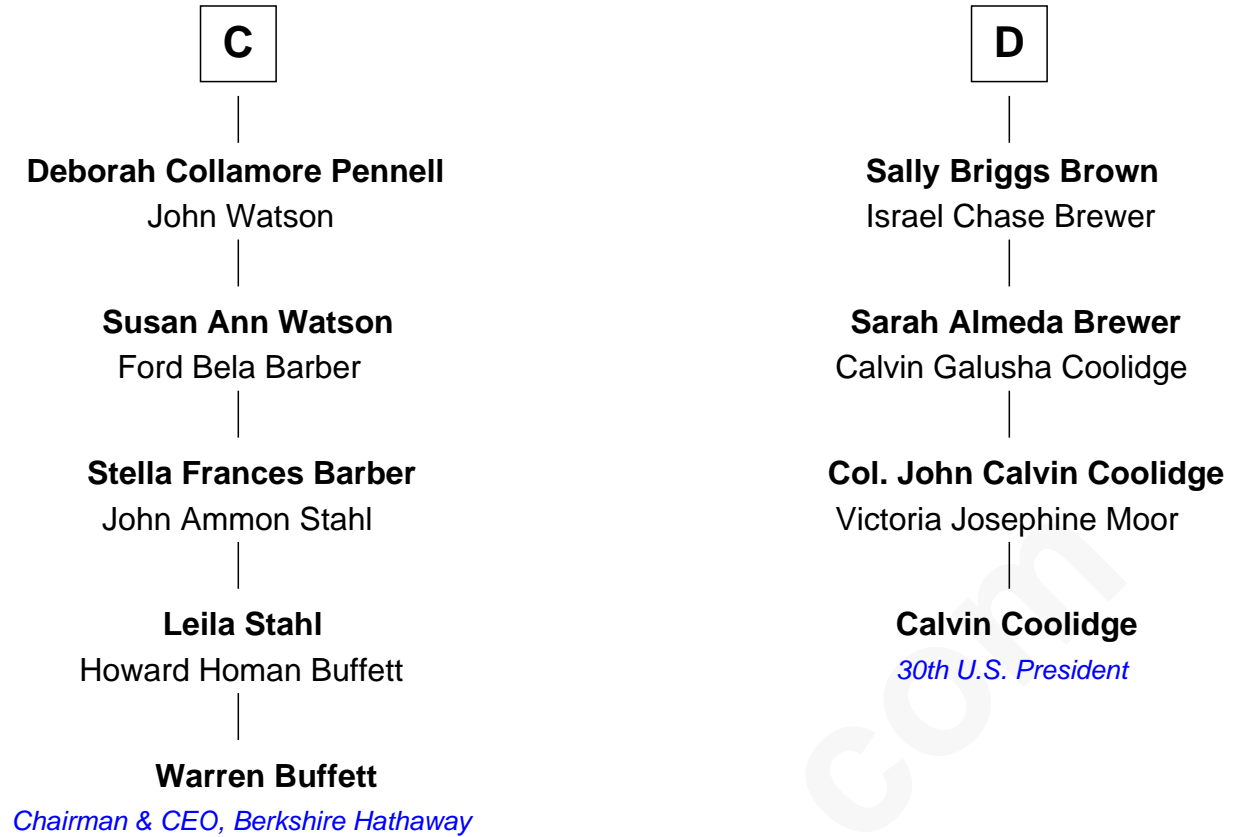 C
Deborah Collamore Pennell
John Watson
Susan Ann Watson
Ford Bela Barber
Stella Frances Barber
John Ammon Stahl
Leila Stahl
Howard Homan Buffett
Warren Buffett
Chairman & CEO, Berkshire Hathaway
D
Sally Briggs Brown
Israel Chase Brewer
Sarah Almeda Brewer
Calvin Galusha Coolidge
Col. John Calvin Coolidge
Victoria Josephine Moor
Calvin Coolidge
30th U.S. President
com